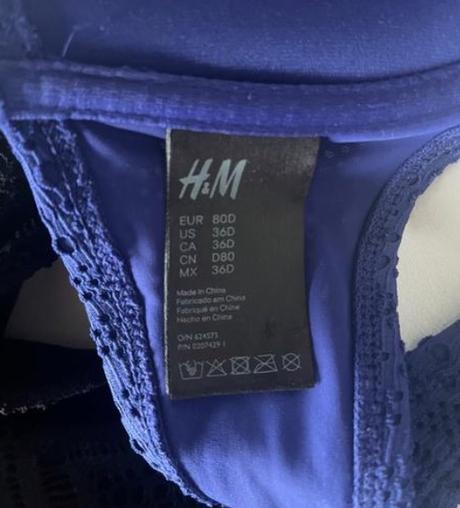 H&M
EUR 80D
US 36D
CA 36D
CN D80
MX 36D
Made in China
Fabricado em China
Fabriqué en Chine
Hecho en China
O/N 624573
P/N 0207429 1